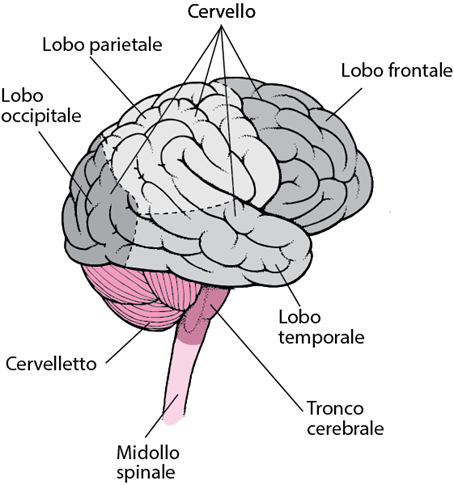 Cervello
Lobo parietale
Lobo frontale
Lobo
occipitale
Lobo
temporale
Cervelletto
Tronco
cerebrale
Midollo
spinale